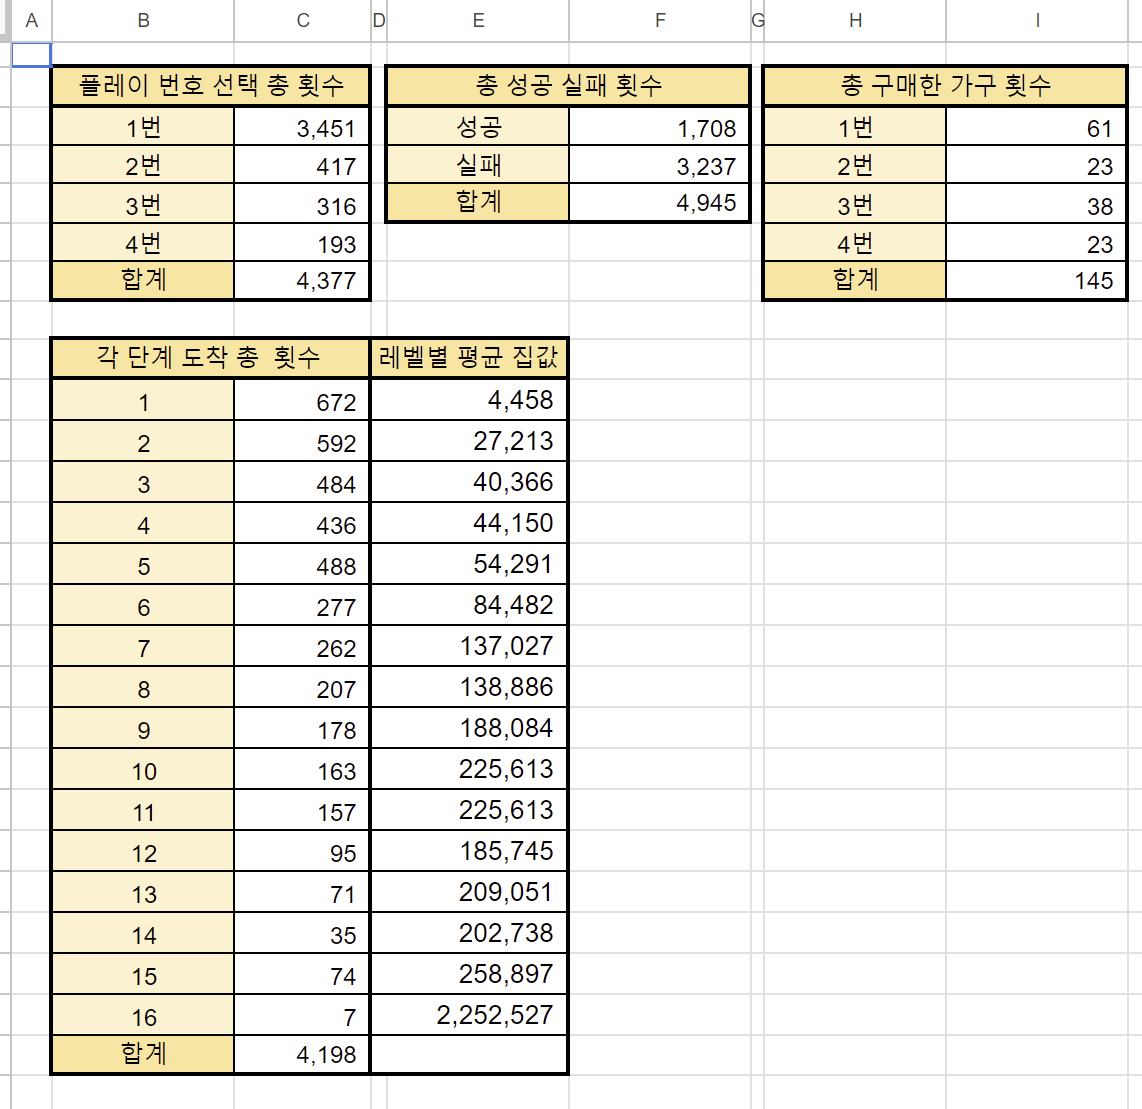 A B C D E F G H I
플레이 번호 선택 총 횟수 총 성공 실패 횟수 총 구매한 가구 횟수
1번 3,451 성공 1,708 1번 61
2번 417 실패 3,237 2번 23
3번 316 합계 4,945 3번 38
4번 193 4번 23
합계 4,377 합계 145
각 단계 도착 총 횟수 레벨별 평균 집값
1 672 4,458
2 592 27,213
3 484 40,366
4 436 44,150
5 488 54,291
6 277 84,482
7 262 137,027
8 207 138,886
9 178 188,084
10 163 225,613
11 157 225,613
12 95 185,745
13 71 209,051
14 35 202,738
15 74 258,897
16 7 2,252,527
합계 4,198